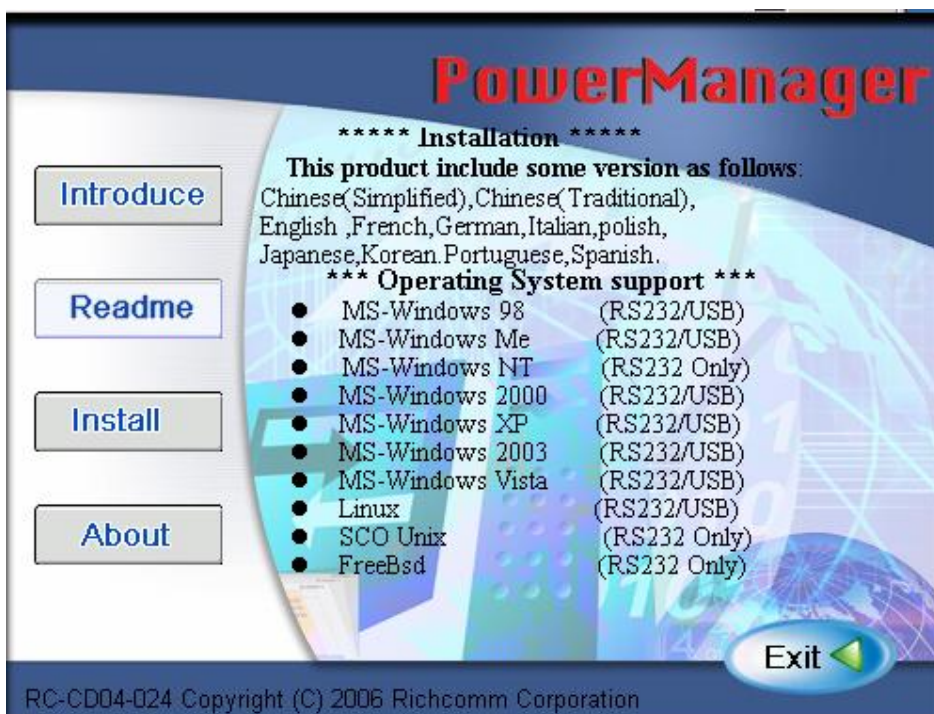 PowerManager
***** Installation *****
This product include some version as follows:
Chinese(Simplified),Chinese(Traditional),
English ,French,German,Italian,polish,
Japanese,Korean.Portuguese,Spanish.
*** Operating System support ***
● MS-Windows 98 (RS232/USB)
● MS-Windows Me (RS232/USB)
● MS-Windows NT (RS232 Only)
● MS-Windows 2000 (RS232/USB)
● MS-Windows XP (RS232/USB)
● MS-Windows 2003 (RS232/USB)
● MS-Windows Vista (RS232/USB)
● Linux (RS232/USB)
● SCO Unix (RS232 Only)
● FreeBsd (RS232 Only)
Introduce
Readme
Install
About
Exit
RC-CD04-024 Copyright (C) 2006 Richcomm Corporation